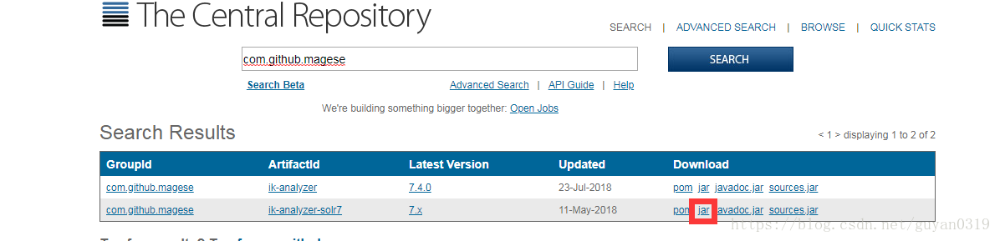 The Central Repository
SEARCH | ADVANCED SEARCH | BROWSE | QUICK STATS
com.github.magese SEARCH
Search Beta Advanced Search | API Guide | Help
We're building something bigger together: Open Jobs
Search Results < 1 > displaying 1 to 2 of 2
GroupId ArtifactId Latest Version Updated Download
com.github.magese ik-analyzer 7.4.0 23-Jul-2018 pom jar javadoc.jar sources.jar
com.github.magese ik-analyzer-solr7 7.x 11-May-2018 pom jar javadoc.jar sources.jar
https://blog.csdn.net/guyan0319